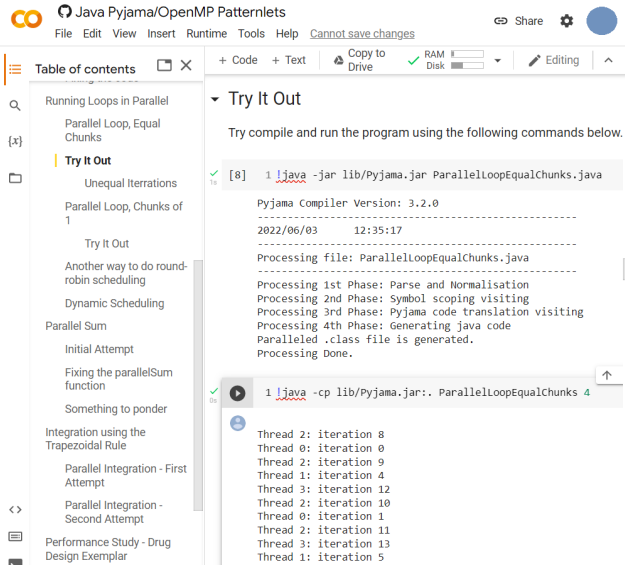 Java Pyjama/OpenMP Patternlets
Share
File Edit View Insert Runtime Tools Help Cannot save changes
Table of contents
+ Code + Text
Copy to
Drive
RAM
Disk
Editing
Running Loops in Parallel
Parallel Loop, Equal
Chunks
Try It Out
Unequal Iterrations
Parallel Loop, Chunks of
1
Try It Out
Another way to do round-
robin scheduling
Dynamic Scheduling
Parallel Sum
Initial Attempt
Fixing the parallelSum
function
Something to ponder
Integration using the
Trapezoidal Rule
Parallel Integration - First
Attempt
Parallel Integration -
Second Attempt
Performance Study - Drug
Design Exemplar
{x}
<>
Try It Out
Try compile and run the program using the following commands below.
1s
[8] 1 !java -jar lib/Pyjama.jar ParallelLoopEqualChunks.java
Pyjama Compiler Version: 3.2.0
-----------------------------------------------------
2022/06/03 12:35:17
-----------------------------------------------------
Processing file: ParallelLoopEqualChunks.java
-----------------------------------------------------
Processing 1st Phase: Parse and Normalisation
Processing 2nd Phase: Symbol scoping visiting
Processing 3rd Phase: Pyjama code translation visiting
Processing 4th Phase: Generating java code
Paralleled .class file is generated.
Processing Done.
0s
1 !java -cp lib/Pyjama.jar:. ParallelLoopEqualChunks 4
Thread 2: iteration 8
Thread 0: iteration 0
Thread 2: iteration 9
Thread 1: iteration 4
Thread 3: iteration 12
Thread 2: iteration 10
Thread 0: iteration 1
Thread 2: iteration 11
Thread 3: iteration 13
Thread 1: iteration 5